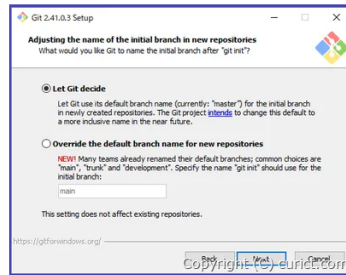 Git 2.41.0.3 Setup
Adjusting the name of the initial branch in new repositories
What would you like Git to name the initial branch after "git init"?
Let Git decide
Let Git use its default branch name (currently: "master") for the initial branch
in newly created repositories. The Git project intends to change this default to
a more inclusive name in the near future.
Override the default branch name for new repositories
NEW! Many teams already renamed their default branches; common choices are
"main", "trunk" and "development". Specify the name "git init" should use for the
initial branch:
main
This setting does not affect existing repositories.
https://gitforwindows.org/
Back
Next
Cancel
Copyright (C) eurict.com